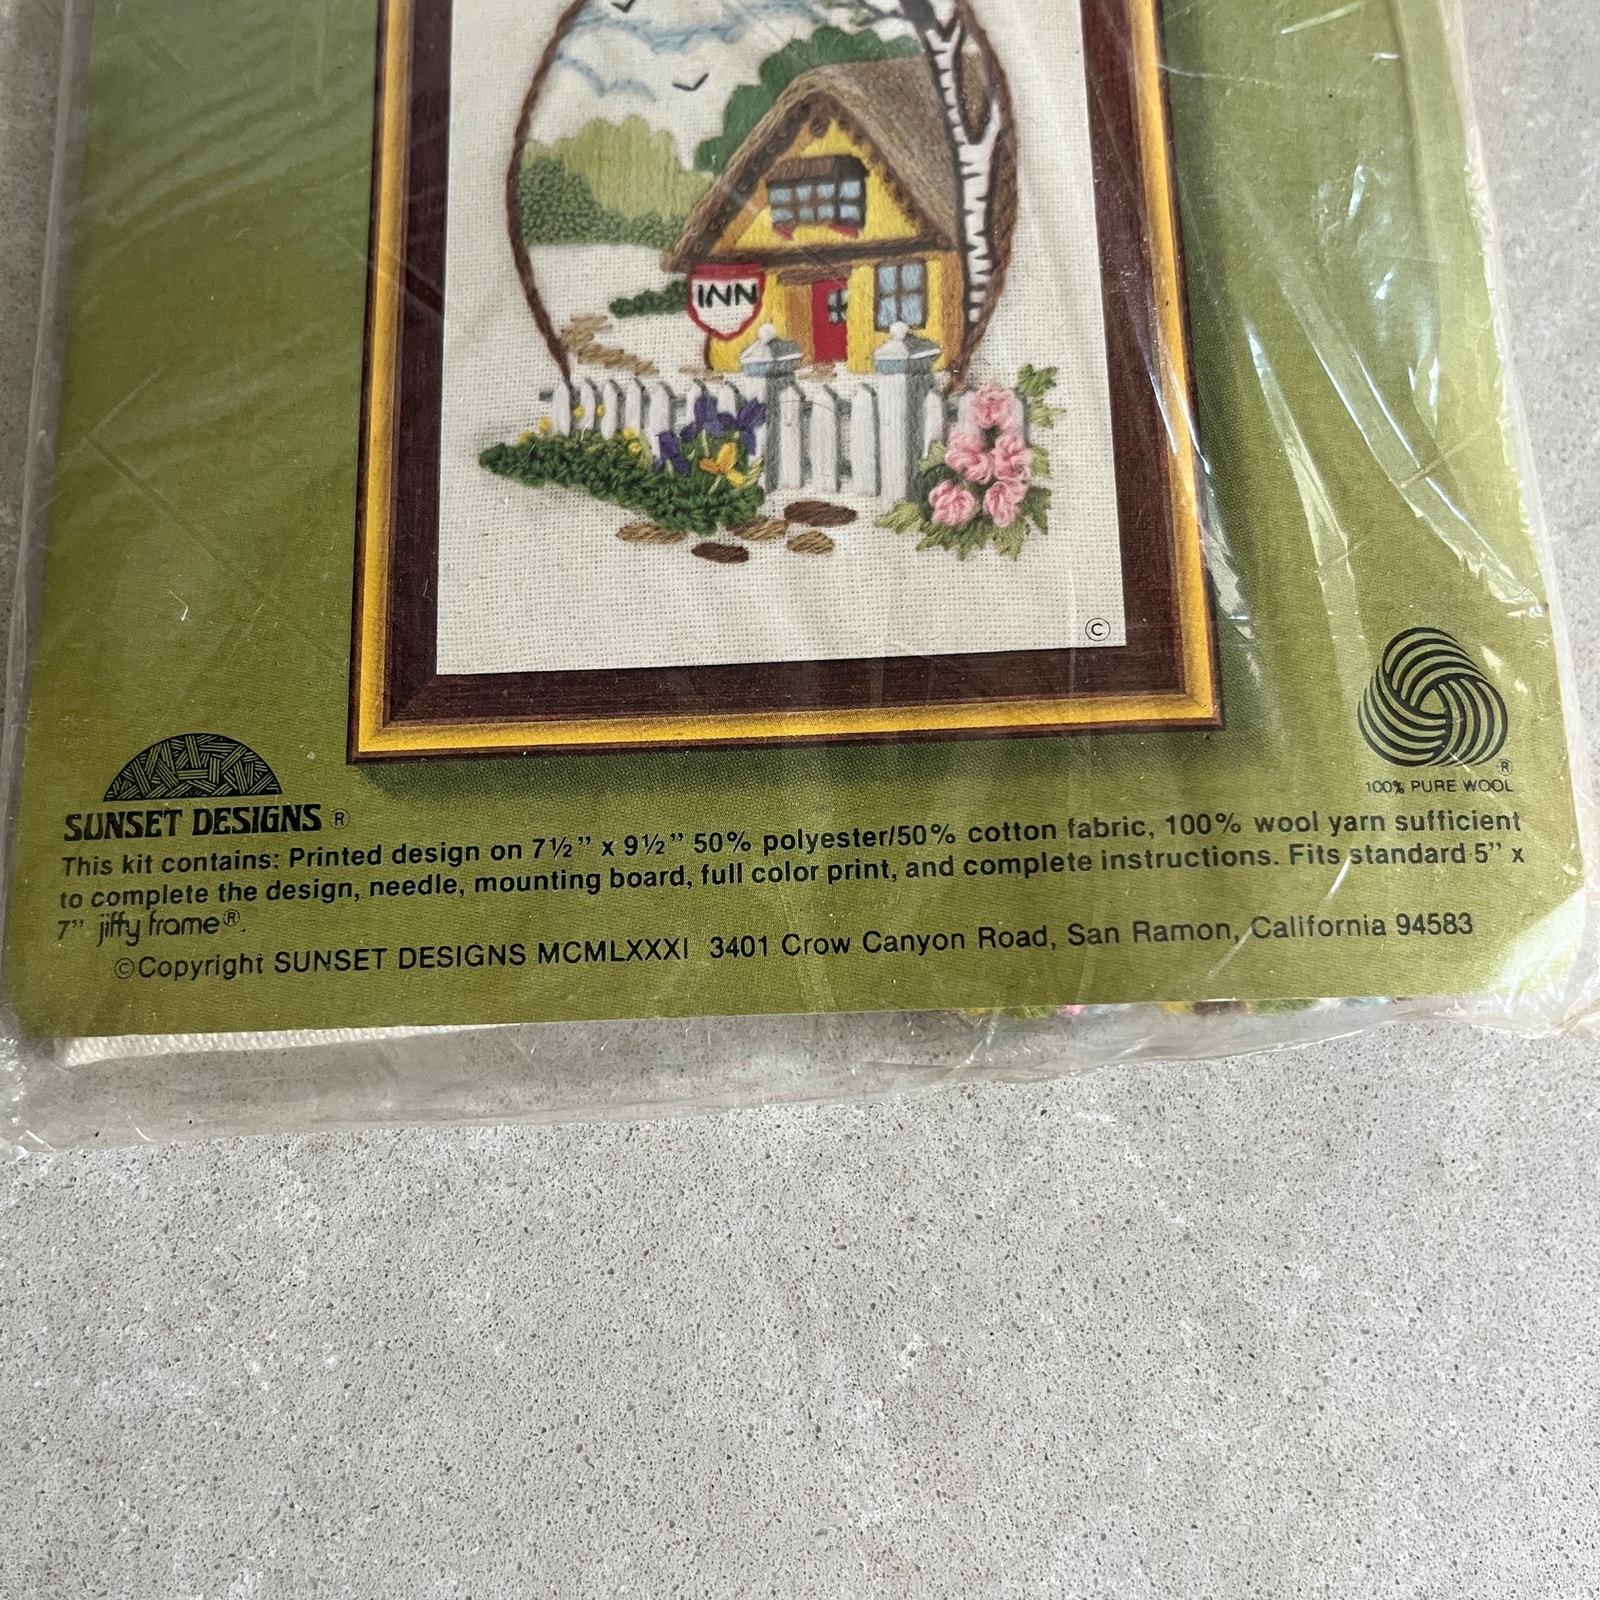 INN
©
100% PURE WOOL
SUNSET DESIGNS ®
This kit contains: Printed design on 7½” x 9½” 50% polyester/50% cotton fabric, 100% wool yarn sufficient
to complete the design, needle, mounting board, full color print, and complete instructions. Fits standard 5” x
7” jiffy frame®.
©Copyright SUNSET DESIGNS MCMLXXXI 3401 Crow Canyon Road, San Ramon, California 94583